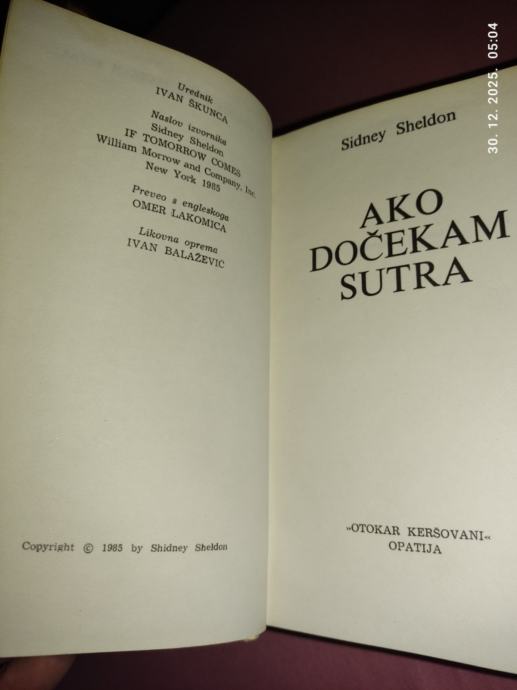 Urednik
IVAN ŠKUNCA
Naslov izvornika
Sidney Sheldon
IF TOMORROW COMES
William Morrow and Company, Inc.
New York 1985
Preveo s engleskoga
OMER LAKOMICA
Likovna oprema
IVAN BALAŽEVIĆ
Copyright © 1985 by Shidney Sheldon
Sidney Sheldon
AKO
DOČEKAM
SUTRA
»OTOKAR KERŠOVANI«
OPATIJA
30. 12. 2025. 05:04